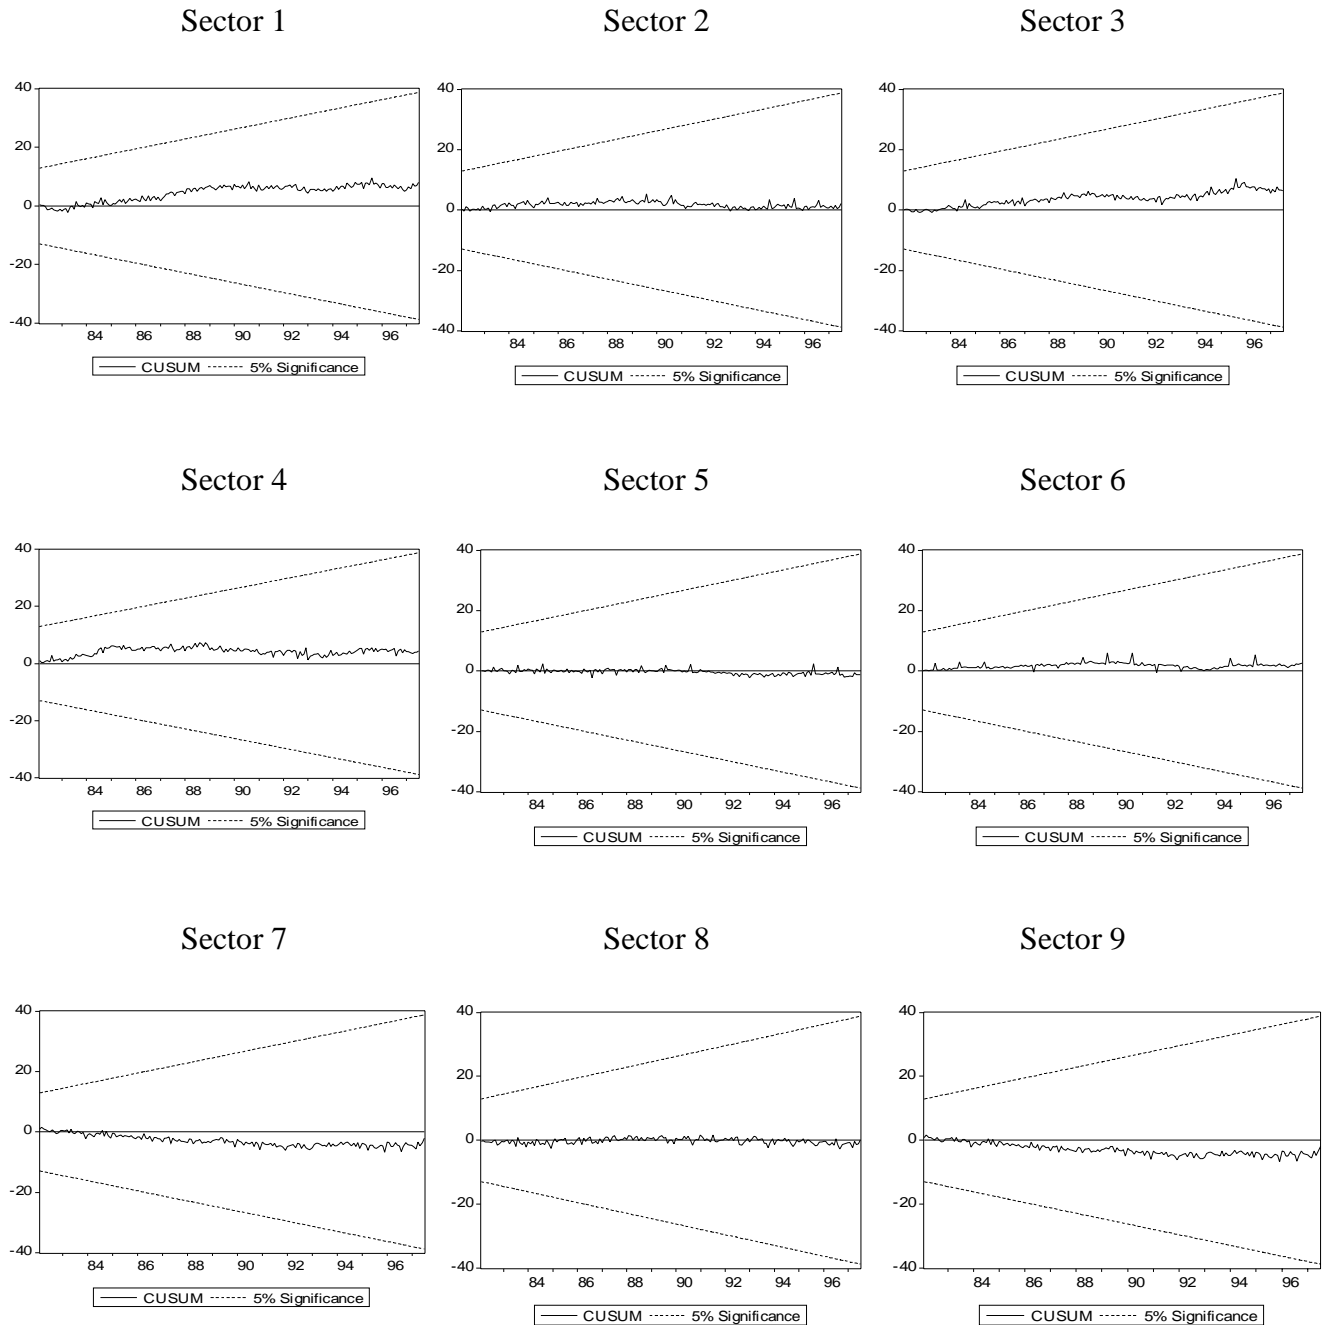 Sector 1 Sector 2 Sector 3
40 40 40
20 20 20
0 0 0
-20 -20 -20
-40 -40 -40
84 86 88 90 92 94 96 84 86 88 90 92 94 96 84 86 88 90 92 94 96
CUSUM 5% Significance CUSUM 5% Significance CUSUM 5% Significance
Sector 4 Sector 5 Sector 6
40 40 40
20 20 20
0 0 0
-20 -20 -20
-40 -40 -40
84 86 88 90 92 94 96 84 86 88 90 92 94 96 84 86 88 90 92 94 96
CUSUM 5% Significance CUSUM 5% Significance CUSUM 5% Significance
Sector 7 Sector 8 Sector 9
40 40 40
20 20 20
0 0 0
-20 -20 -20
-40 -40 -40
84 86 88 90 92 94 96 84 86 88 90 92 94 96 84 86 88 90 92 94 96
CUSUM 5% Significance CUSUM 5% Significance CUSUM 5% Significance